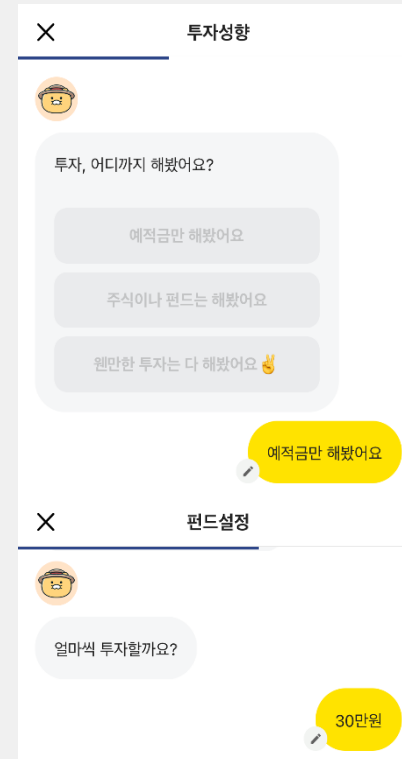 투자성향
투자, 어디까지 해봤어요?
예적금만 해봤어요
주식이나 펀드는 해봤어요
웬만한 투자는 다 해봤어요✌️
예적금만 해봤어요
펀드설정
얼마씩 투자할까요?
30만원